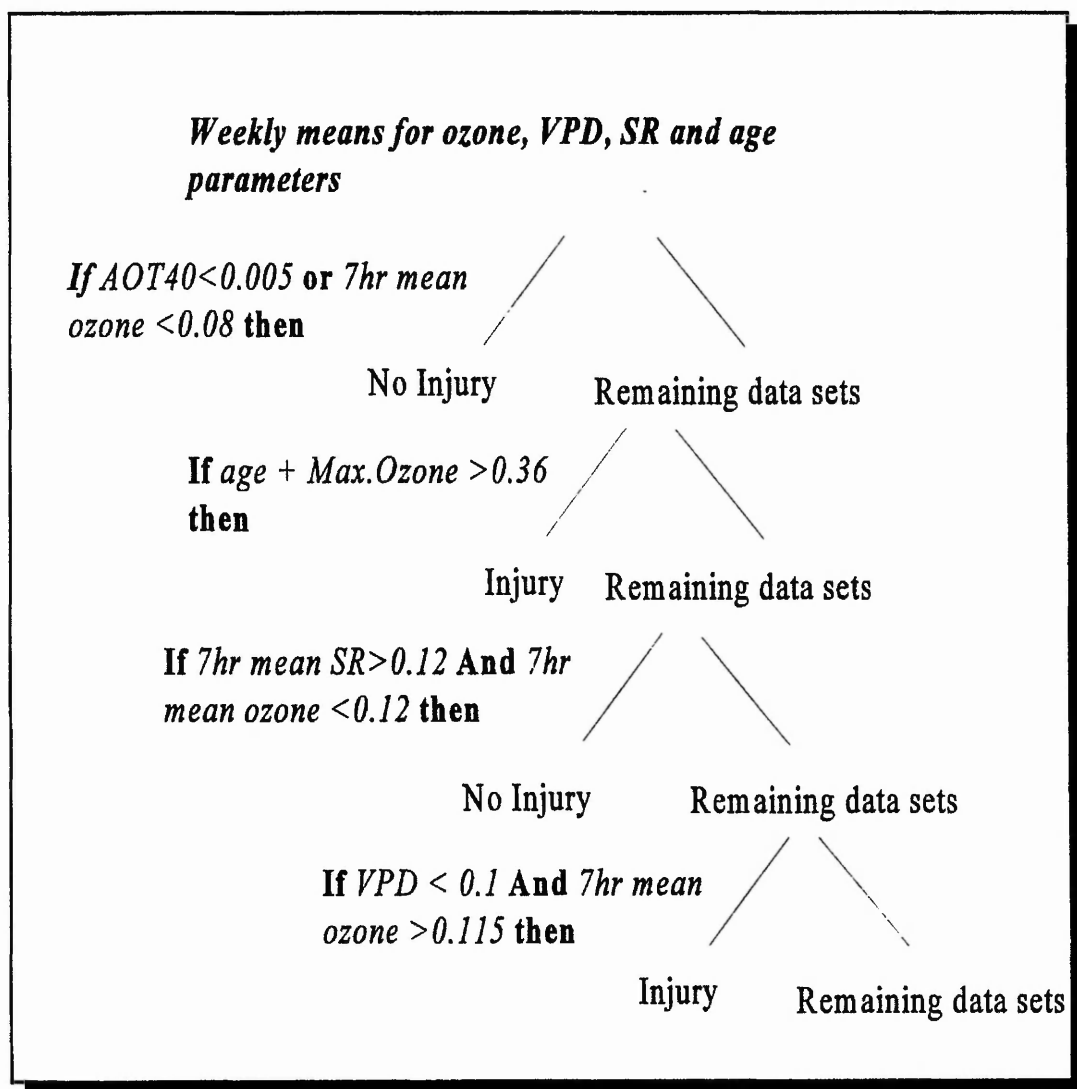 Weekly means for ozone, VPD, SR and age
parameters
If AOT40<0.005 or 7hr mean
ozone <0.08 then
No Injury
Remaining data sets
If age + Max.Ozone >0.36
then
Injury
Remaining data sets
If 7hr mean SR>0.12 And 7hr
mean ozone <0.12 then
No Injury
Remaining data sets
If VPD < 0.1 And 7hr mean
ozone >0.115 then
Injury
Remaining data sets